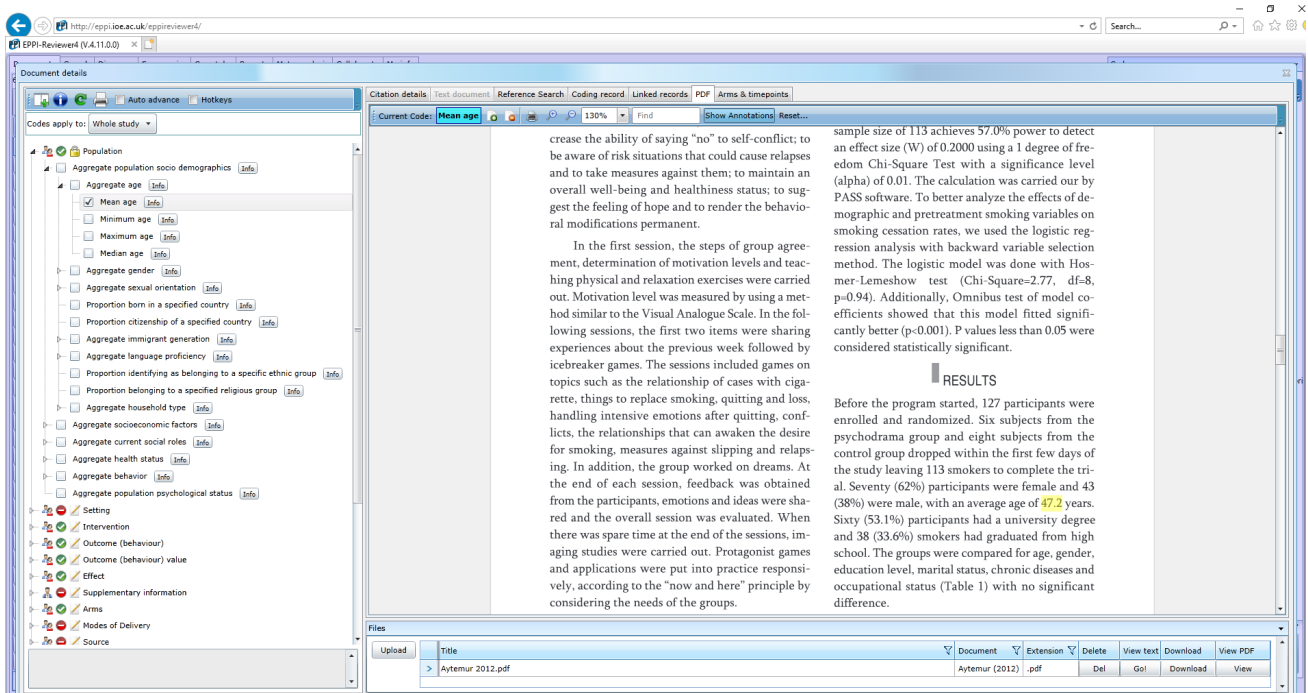 http://eppi.ioe.ac.uk/eppireviewer4/
Search...
EPPI-Reviewer4 (V.4.11.0.0)
Document details
Auto advance
Hotkeys
Codes apply to: Whole study
Population
Aggregate population socio demographics Info
Aggregate age Info
Mean age Info
Minimum age Info
Maximum age Info
Median age Info
Aggregate gender Info
Aggregate sexual orientation Info
Proportion born in a specified country Info
Proportion citizenship of a specified country Info
Aggregate immigrant generation Info
Aggregate language proficiency Info
Proportion identifying as belonging to a specific ethnic group Info
Proportion belonging to a specified religious group Info
Aggregate household type Info
Aggregate socioeconomic factors Info
Aggregate current social roles Info
Aggregate health status Info
Aggregate behavior Info
Aggregate population psychological status Info
Setting
Intervention
Outcome (behaviour)
Outcome (behaviour) value
Effect
Supplementary information
Arms
Modes of Delivery
Source
Citation details Text document Reference Search Coding record Linked records PDF Arms & timepoints
Current Code: Mean age 130% Find Show Annotations Reset...
crease the ability of saying “no” to self-conflict; to
be aware of risk situations that could cause relapses
and to take measures against them; to maintain an
overall well-being and healthiness status; to sug-
gest the feeling of hope and to render the behavio-
ral modifications permanent.
In the first session, the steps of group agree-
ment, determination of motivation levels and teac-
hing physical and relaxation exercises were carried
out. Motivation level was measured by using a met-
hod similar to the Visual Analogue Scale. In the fol-
lowing sessions, the first two items were sharing
experiences about the previous week followed by
icebreaker games. The sessions included games on
topics such as the relationship of cases with ciga-
rette, things to replace smoking, quitting and loss,
handling intensive emotions after quitting, conf-
licts, the relationships that can awaken the desire
for smoking, measures against slipping and relaps-
ing. In addition, the group worked on dreams. At
the end of each session, feedback was obtained
from the participants, emotions and ideas were sha-
red and the overall session was evaluated. When
there was spare time at the end of the sessions, im-
aging studies were carried out. Protagonist games
and applications were put into practice responsi-
vely, according to the “now and here” principle by
considering the needs of the groups.
sample size of 113 achieves 57.0% power to detect
an effect size (W) of 0.2000 using a 1 degree of fre-
edom Chi-Square Test with a significance level
(alpha) of 0.01. The calculation was carried our by
PASS software. To better analyze the effects of de-
mographic and pretreatment smoking variables on
smoking cessation rates, we used the logistic reg-
ression analysis with backward variable selection
method. The logistic model was done with Hos-
mer-Lemeshow test (Chi-Square=2.77, df=8,
p=0.94). Additionally, Omnibus test of model co-
efficients showed that this model fitted signifi-
cantly better (p<0.001). P values less than 0.05 were
considered statistically significant.
RESULTS
Before the program started, 127 participants were
enrolled and randomized. Six subjects from the
psychodrama group and eight subjects from the
control group dropped within the first few days of
the study leaving 113 smokers to complete the tri-
al. Seventy (62%) participants were female and 43
(38%) were male, with an average age of 47.2 years.
Sixty (53.1%) participants had a university degree
and 38 (33.6%) smokers had graduated from high
school. The groups were compared for age, gender,
education level, marital status, chronic diseases and
occupational status (Table 1) with no significant
difference.
Files
Upload Title Document Extension Delete View text Download View PDF
Aytemur 2012.pdf Aytemur (2012) .pdf Del Go! Download View